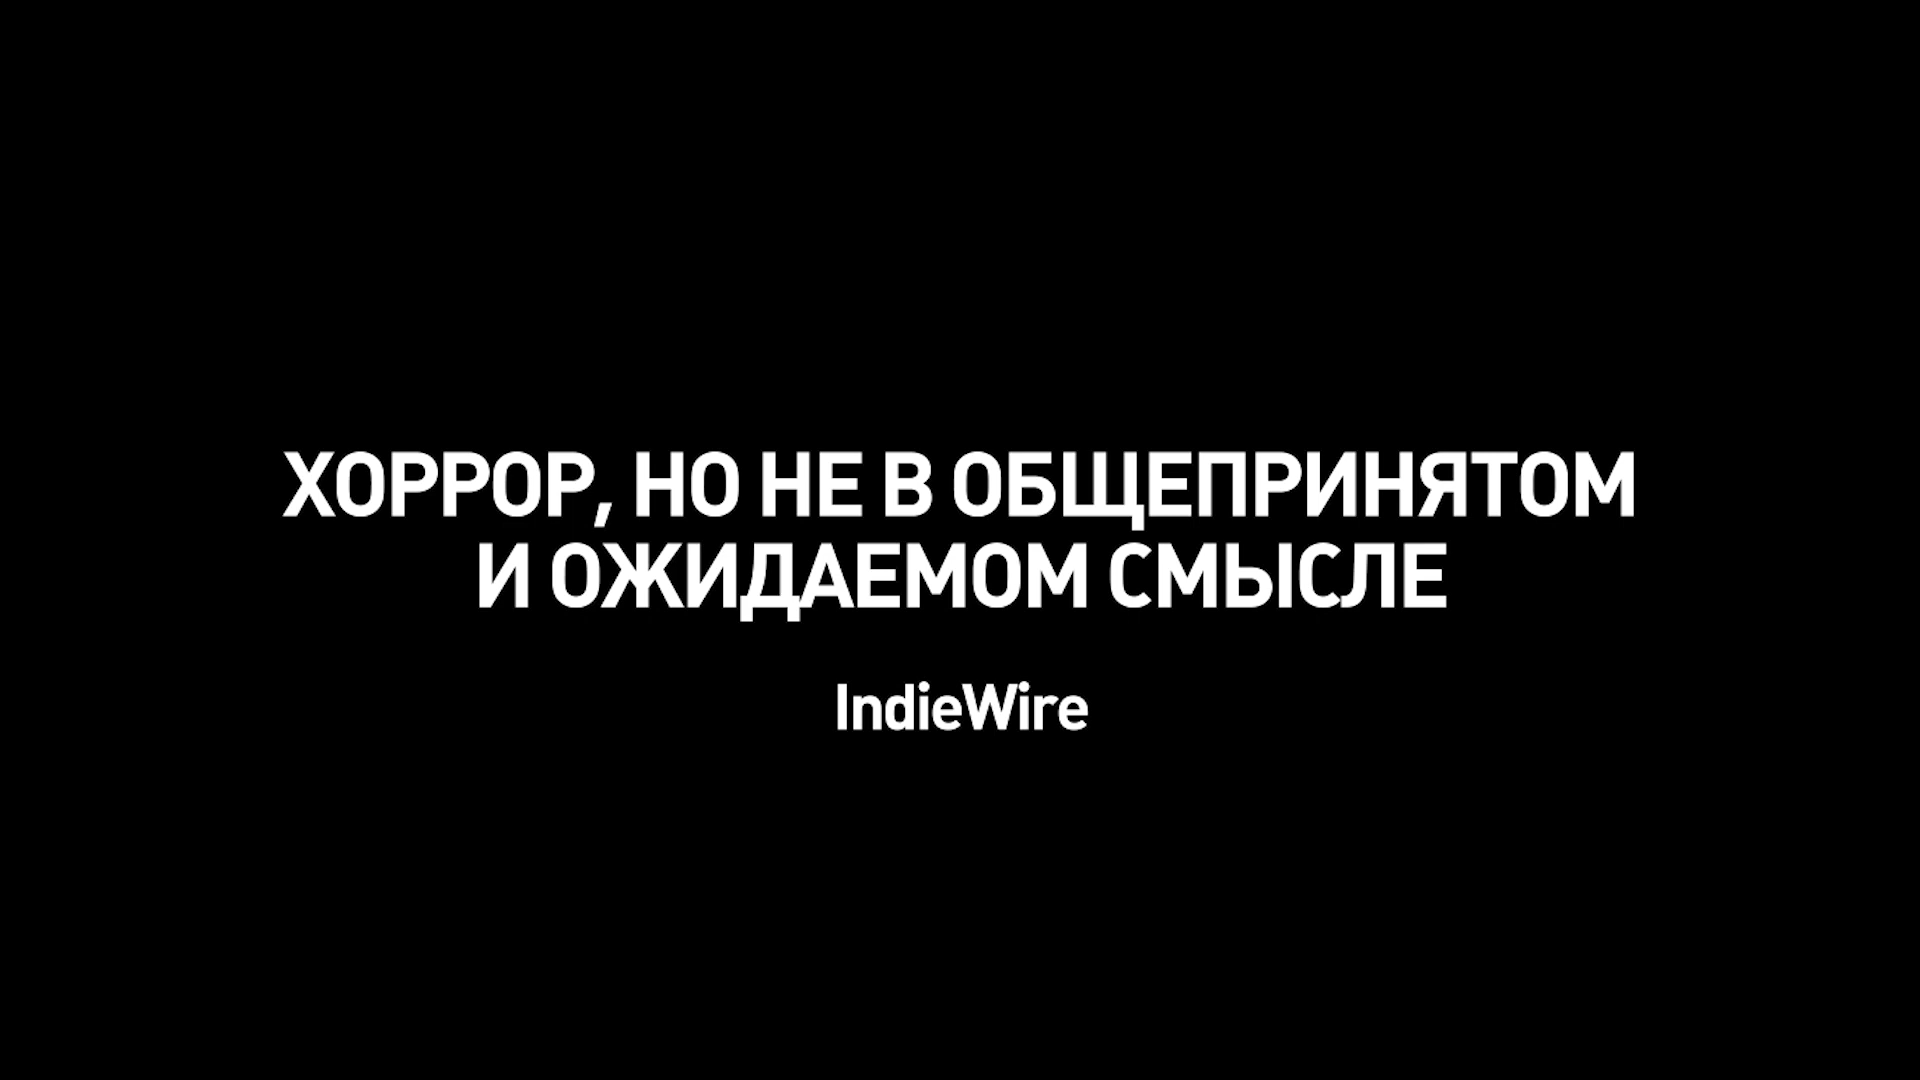 ХОРРОР, НО НЕ В ОБЩЕПРИНЯТОМ
И ОЖИДАЕМОМ СМЫСЛЕ
IndieWire